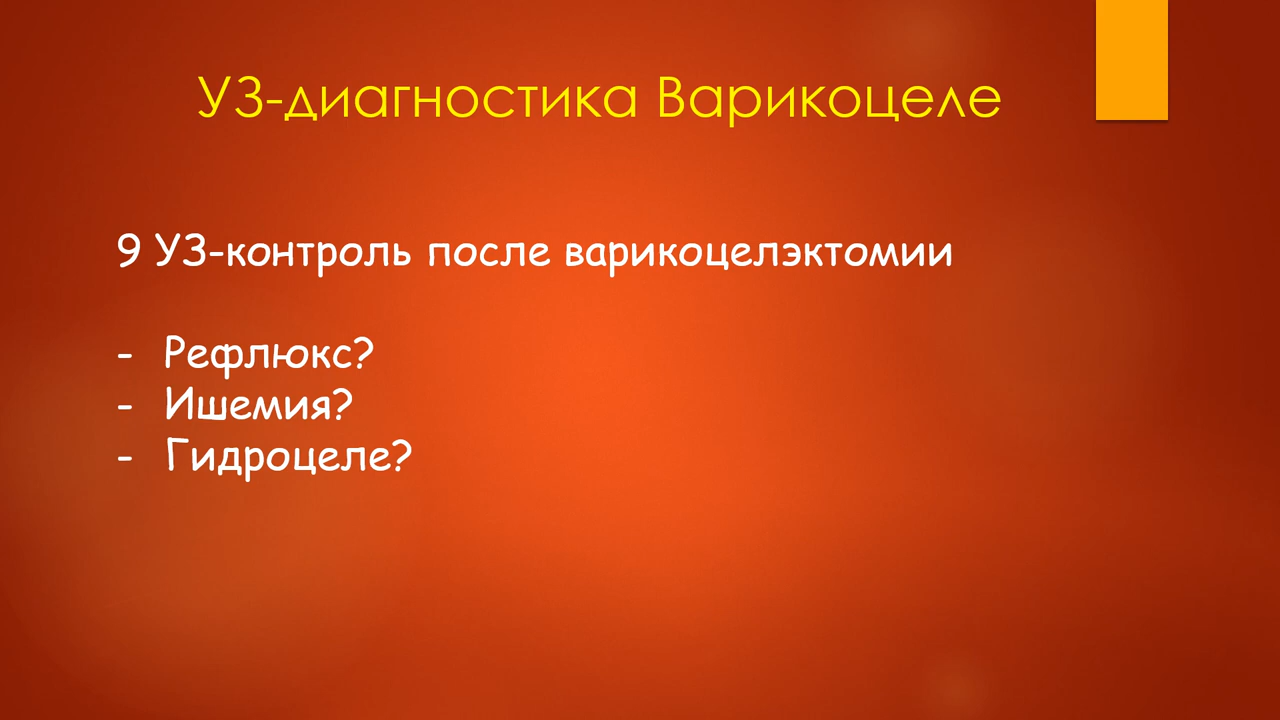 УЗ-диагностика Варикоцеле
9 УЗ-контроль после варикоцелэктомии
- Рефлюкс?
- Ишемия?
- Гидроцеле?